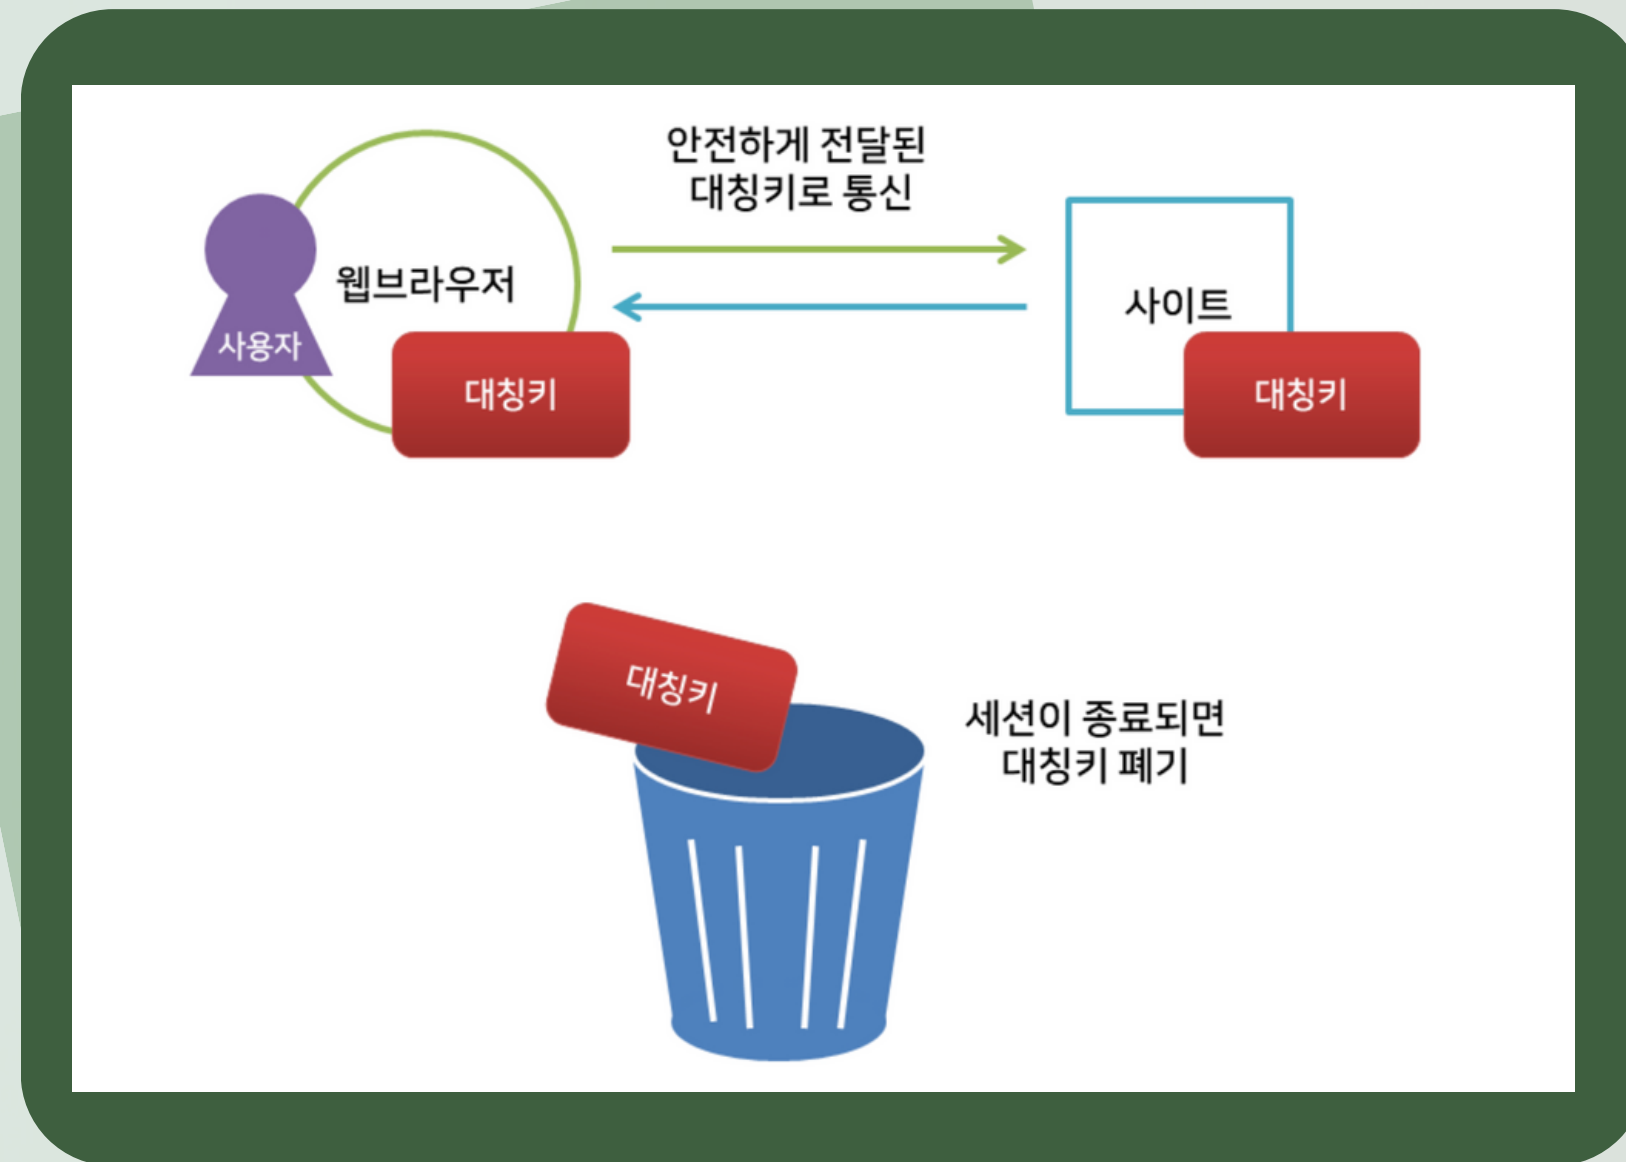 안전하게 전달된
대칭키로 통신
웹브라우저
사용자
대칭키
사이트
대칭키
대칭키
세션이 종료되면
대칭키 폐기